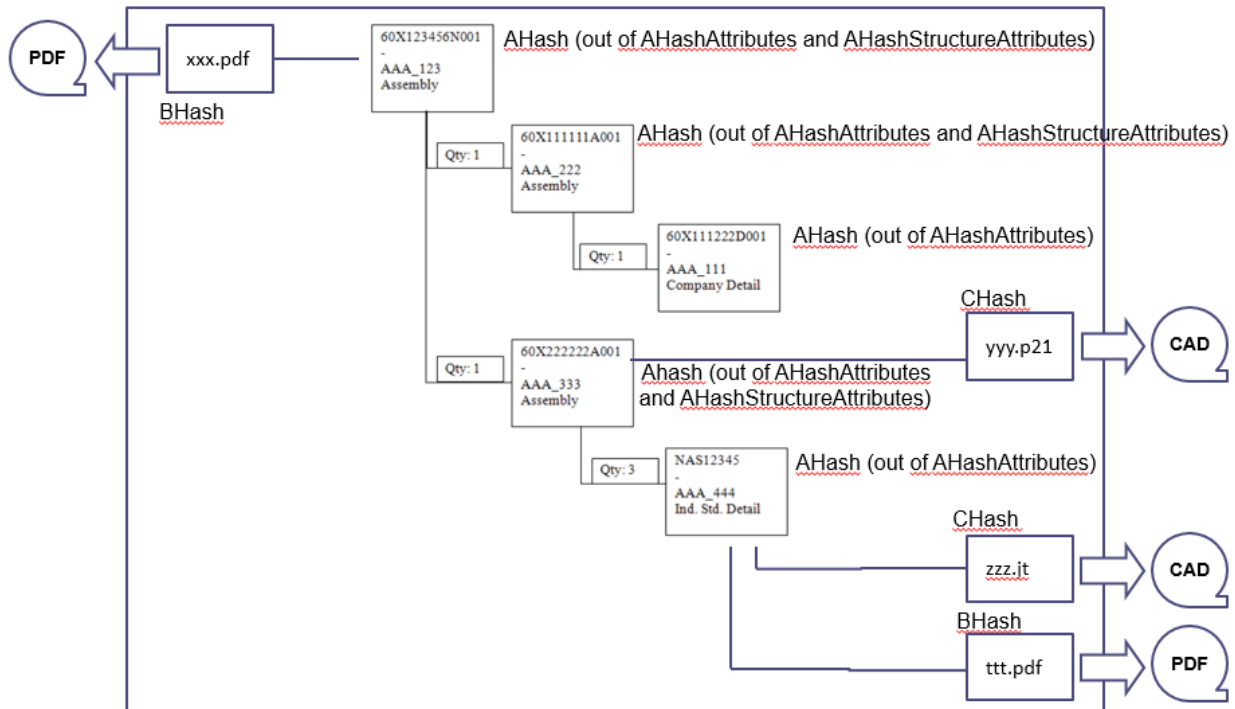 PDF
xxx.pdf
BHash
60X123456N001
-
AAA_123
Assembly
AHash (out of AHashAttributes and AHashStructureAttributes)
Qty: 1
60X111111A001
-
AAA_222
Assembly
AHash (out of AHashAttributes and AHashStructureAttributes)
Qty: 1
60X111222D001
-
AAA_111
Company Detail
AHash (out of AHashAttributes)
CHash
yyy.p21
CAD
Qty: 1
60X222222A001
-
AAA_333
Assembly
Ahash (out of AHashAttributes
and AHashStructureAttributes)
Qty: 3
NAS12345
-
AAA_444
Ind. Std. Detail
AHash (out of AHashAttributes)
CHash
zzz.jt
CAD
BHash
ttt.pdf
PDF